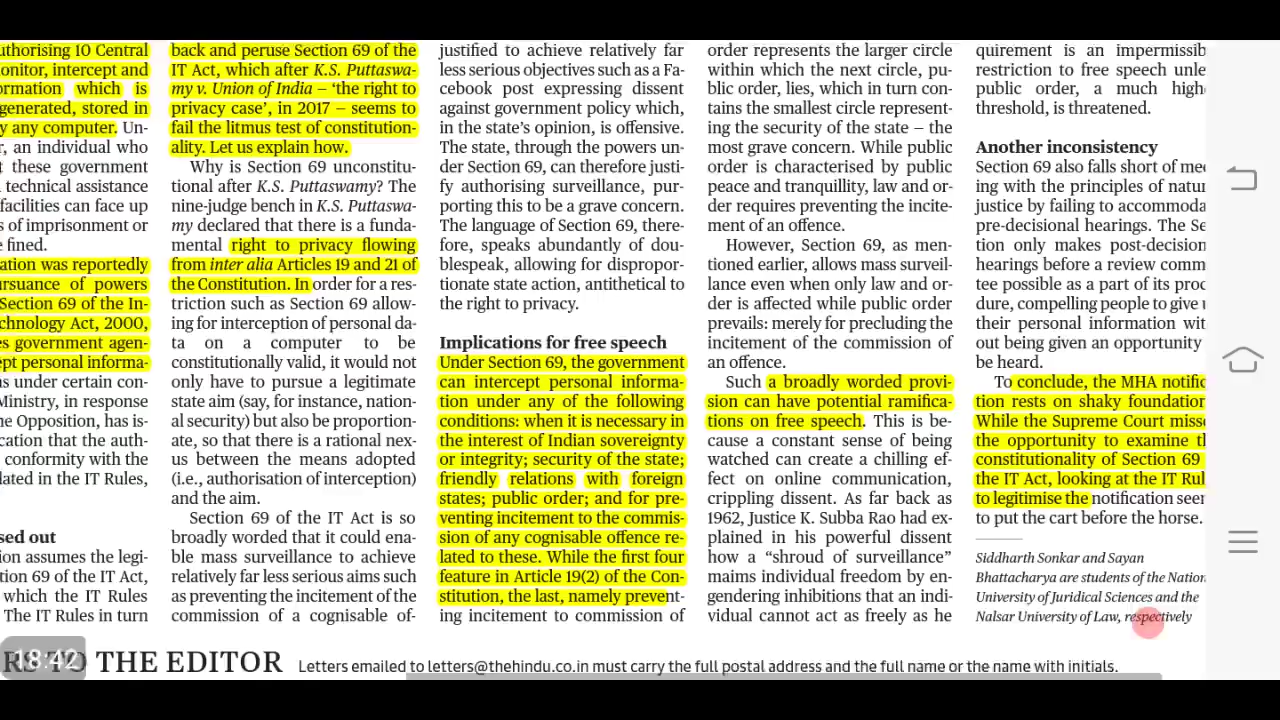 uthorising 10 Central
onitor, intercept and
ormation which is
generated, stored in
y any computer. Un-
r, an individual who
t these government
technical assistance
facilities can face up
s of imprisonment or
e fined.
ation was reportedly
ursuance of powers
Section 69 of the In-
chnology Act, 2000,
es government agen-
ept personal informa-
ns under certain con-
Ministry, in response
he Opposition, has is-
cation that the auth-
conformity with the
lated in the IT Rules,
sed out
ion assumes the legi-
tion 69 of the IT Act,
which the IT Rules
The IT Rules in turn
back and peruse Section 69 of the
IT Act, which after K.S. Puttaswa-
my v. Union of India – ‘the right to
privacy case’, in 2017 – seems to
fail the litmus test of constitution-
ality. Let us explain how.
Why is Section 69 unconstitu-
tional after K.S. Puttaswamy? The
nine-judge bench in K.S. Puttaswa-
my declared that there is a funda-
mental right to privacy flowing
from inter alia Articles 19 and 21 of
the Constitution. In order for a res-
triction such as Section 69 allow-
ing for interception of personal da-
ta on a computer to be
constitutionally valid, it would not
only have to pursue a legitimate
state aim (say, for instance, nation-
al security) but also be proportion-
ate, so that there is a rational nex-
us between the means adopted
(i.e., authorisation of interception)
and the aim.
Section 69 of the IT Act is so
broadly worded that it could ena-
ble mass surveillance to achieve
relatively far less serious aims such
as preventing the incitement of the
commission of a cognisable of-
justified to achieve relatively far
less serious objectives such as a Fa-
cebook post expressing dissent
against government policy which,
in the state’s opinion, is offensive.
The state, through the powers un-
der Section 69, can therefore justi-
fy authorising surveillance, pur-
porting this to be a grave concern.
The language of Section 69, there-
fore, speaks abundantly of dou-
blespeak, allowing for dispropor-
tionate state action, antithetical to
the right to privacy.
Implications for free speech
Under Section 69, the government
can intercept personal informa-
tion under any of the following
conditions: when it is necessary in
the interest of Indian sovereignty
or integrity; security of the state;
friendly relations with foreign
states; public order; and for pre-
venting incitement to the commis-
sion of any cognisable offence re-
lated to these. While the first four
feature in Article 19(2) of the Con-
stitution, the last, namely prevent-
ing incitement to commission of
order represents the larger circle
within which the next circle, pu-
blic order, lies, which in turn con-
tains the smallest circle represent-
ing the security of the state – the
most grave concern. While public
order is characterised by public
peace and tranquillity, law and or-
der requires preventing the incite-
ment of an offence.
However, Section 69, as men-
tioned earlier, allows mass surveil-
lance even when only law and or-
der is affected while public order
prevails: merely for precluding the
incitement of the commission of
an offence.
Such a broadly worded provi-
sion can have potential ramifica-
tions on free speech. This is be-
cause a constant sense of being
watched can create a chilling ef-
fect on online communication,
crippling dissent. As far back as
1962, Justice K. Subba Rao had ex-
plained in his powerful dissent
how a “shroud of surveillance”
maims individual freedom by en-
gendering inhibitions that an indi-
vidual cannot act as freely as he
quirement is an impermissib
restriction to free speech unle
public order, a much high
threshold, is threatened.
Another inconsistency
Section 69 also falls short of mee
ing with the principles of natur
justice by failing to accommoda
pre-decisional hearings. The Se
tion only makes post-decision
hearings before a review comm
tee possible as a part of its proc
dure, compelling people to give u
their personal information wit
out being given an opportunity
be heard.
To conclude, the MHA notific
tion rests on shaky foundation
While the Supreme Court misse
the opportunity to examine th
constitutionality of Section 69
the IT Act, looking at the IT Rul
to legitimise the notification seem
to put the cart before the horse.
Siddharth Sonkar and Sayan
Bhattacharya are students of the Nation
University of Juridical Sciences and the
Nalsar University of Law, respectively
18:42
RS TO THE EDITOR Letters emailed to letters@thehindu.co.in must carry the full postal address and the full name or the name with initials.